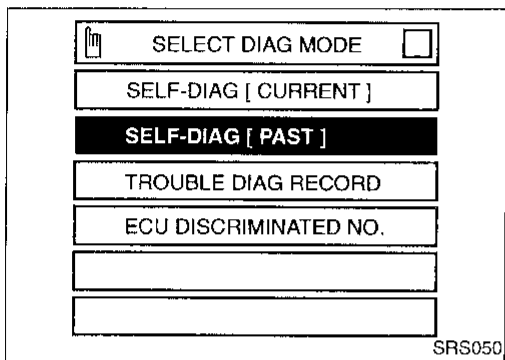 SELECT DIAG MODE
SELF-DIAG [ CURRENT ]
SELF-DIAG [ PAST ]
TROUBLE DIAG RECORD
ECU DISCRIMINATED NO.
SRS050